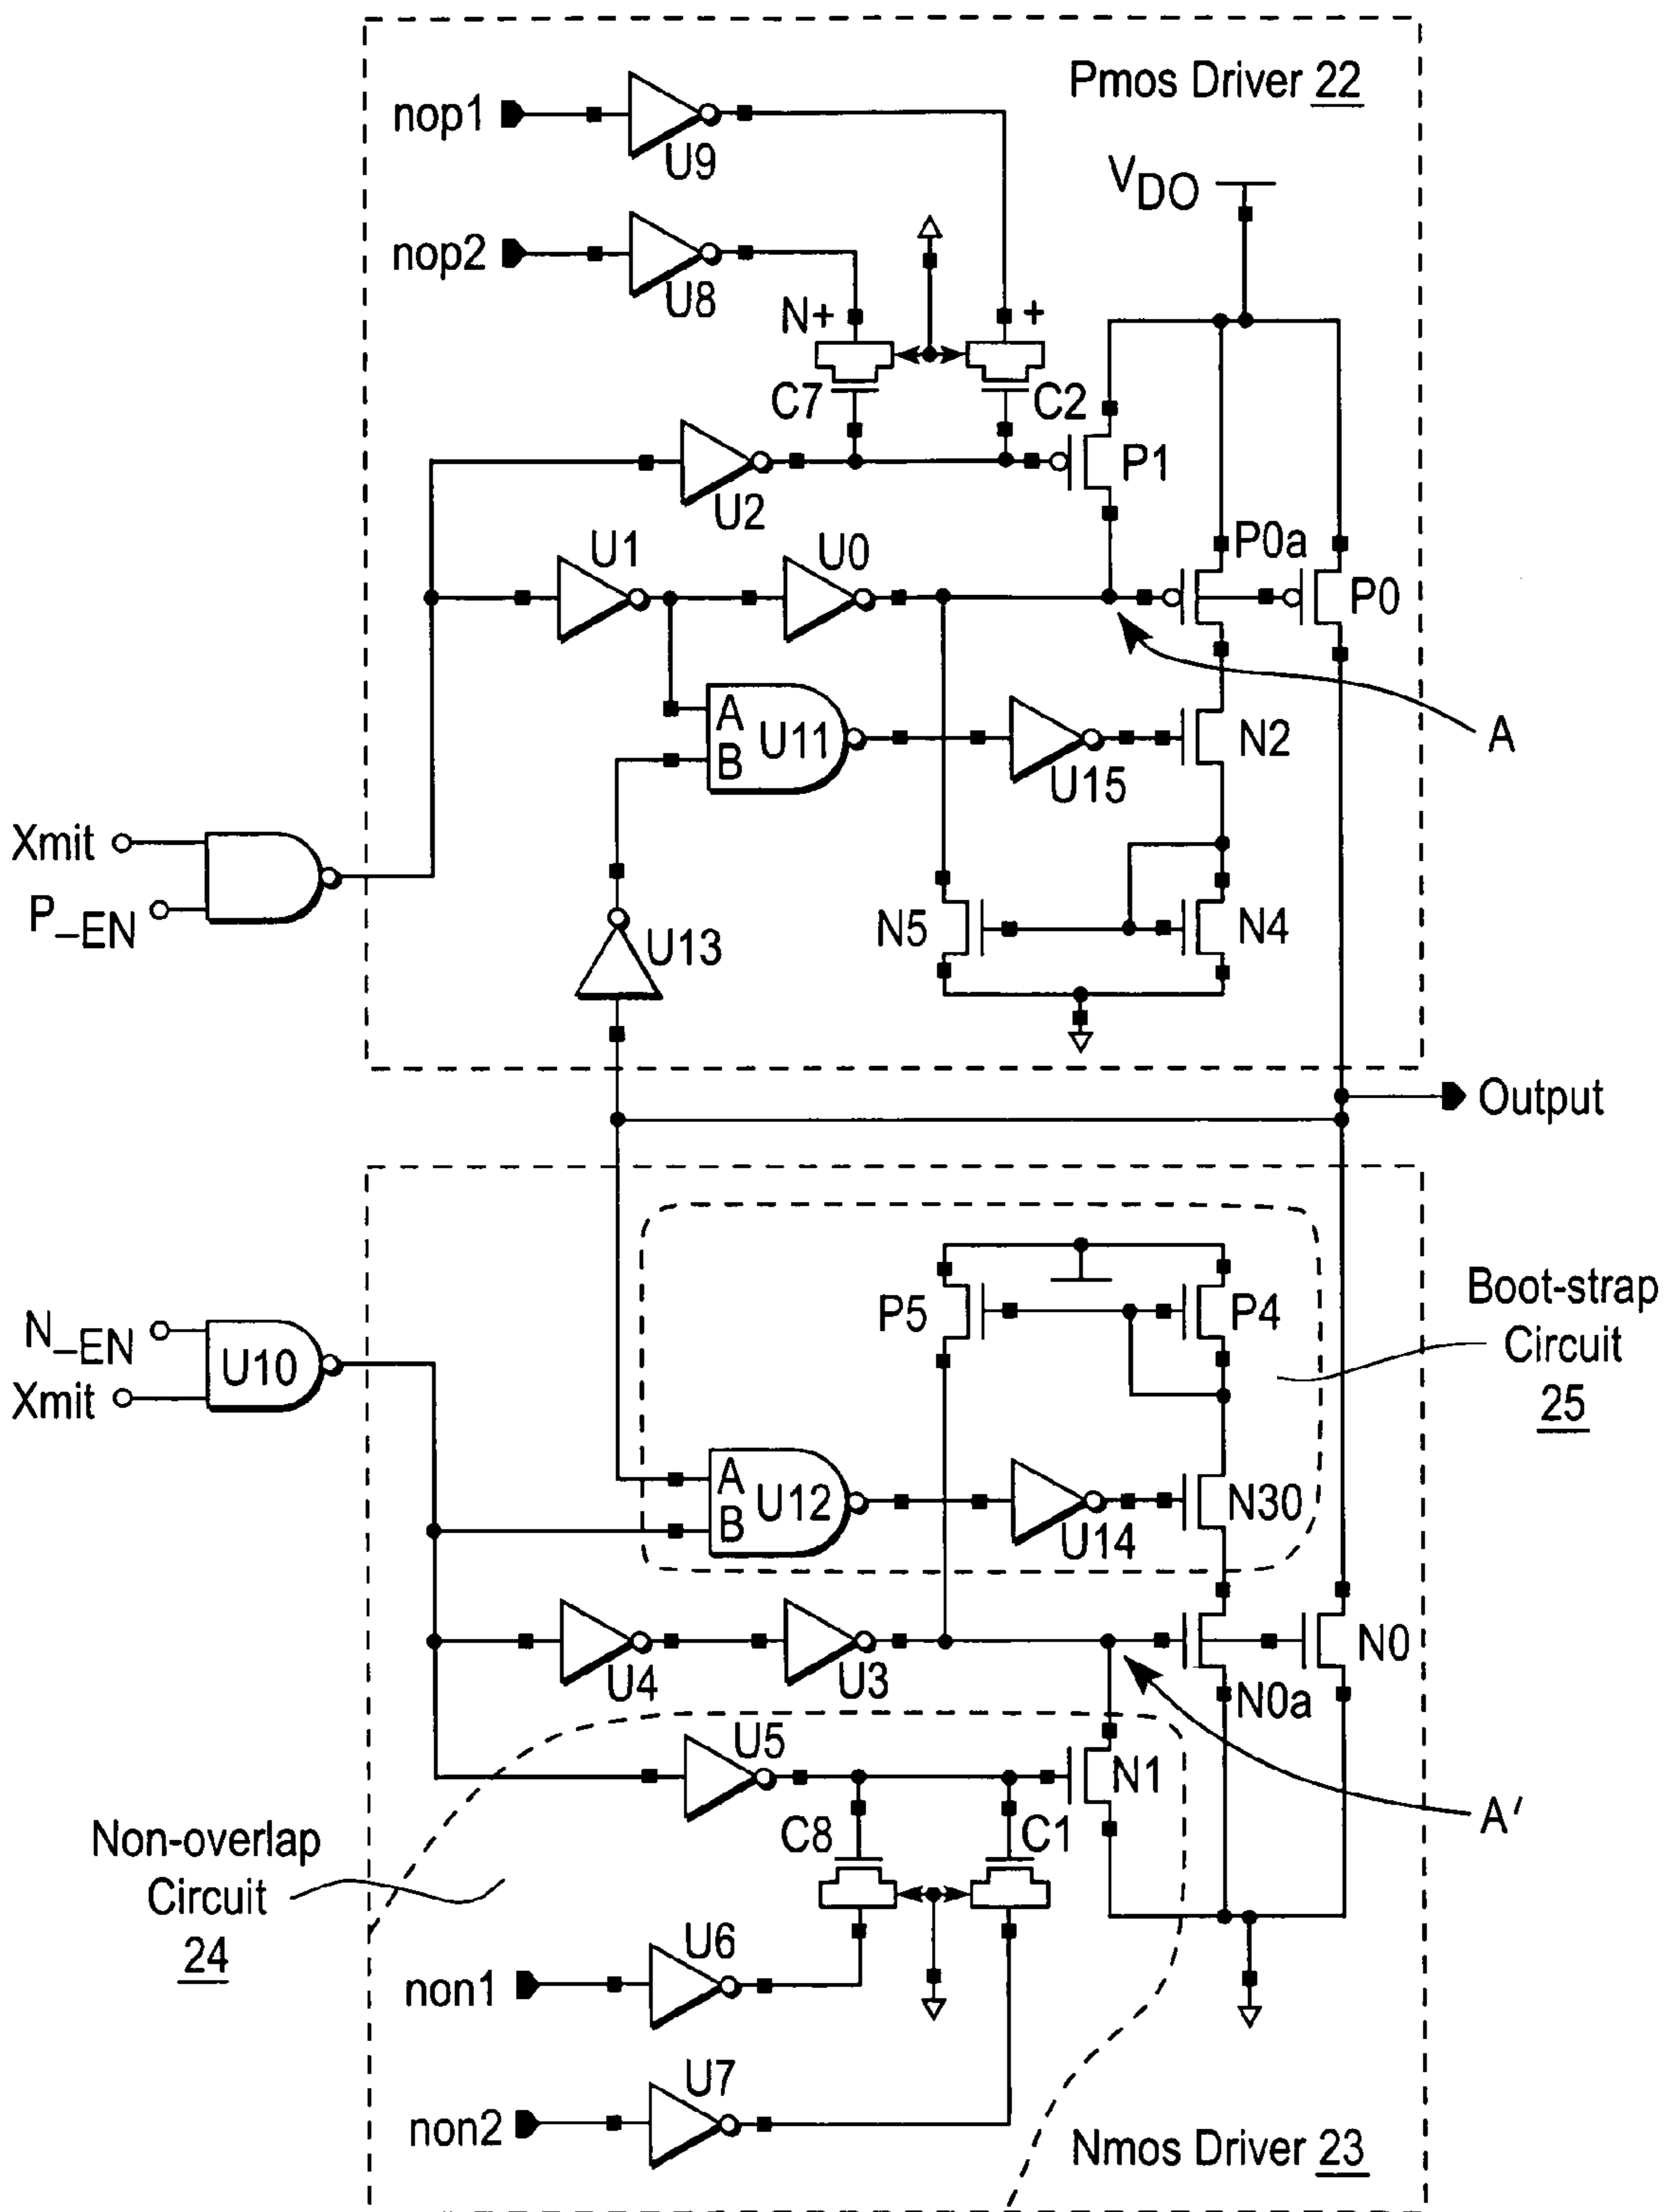 Pmos Driver 22
nop1
U9
VDO
nop2
U8
N+
+
C7
C2
P1
U2
U1
U0
P0a
P0
A
B
U11
U15
N2
A
Xmit
P_EN
U13
N5
N4
Output
P5
P4
Boot-strap
Circuit
25
N_EN
Xmit
U10
A
B
U12
U14
N30
U4
U3
N0
N0a
U5
N1
A'
C8
C1
Non-overlap
Circuit
24
U6
non1
U7
non2
Nmos Driver 23